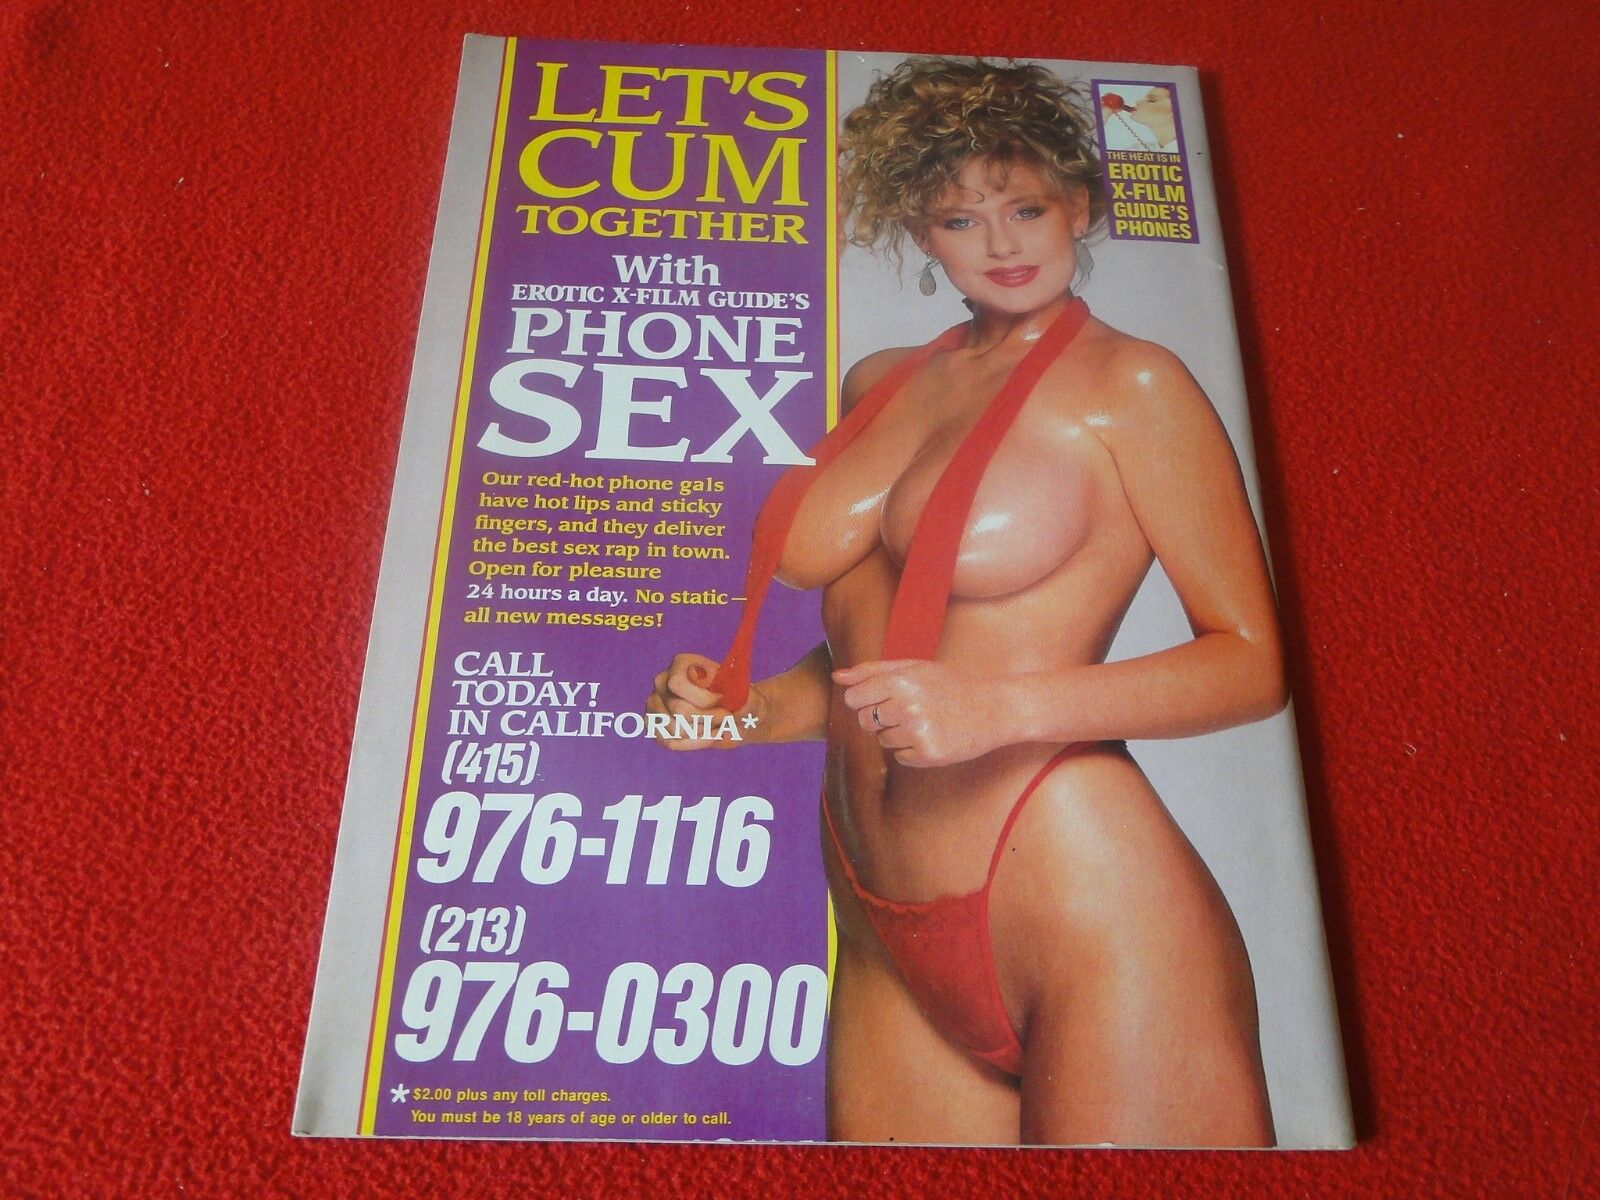 LET'S
CUM
TOGETHER
With
EROTIC X-FILM GUIDE'S
PHONE
SEX
Our red-hot phone gals
have hot lips and sticky
fingers, and they deliver
the best sex rap in town.
Open for pleasure
24 hours a day. No static—
all new messages!
CALL
TODAY!
IN CALIFORNIA*
(415)
976-1116
(213)
976-0300
* $2.00 plus any toll charges.
You must be 18 years of age or older to call.
THE HEAT IS IN
EROTIC
X-FILM
GUIDE'S
PHONES